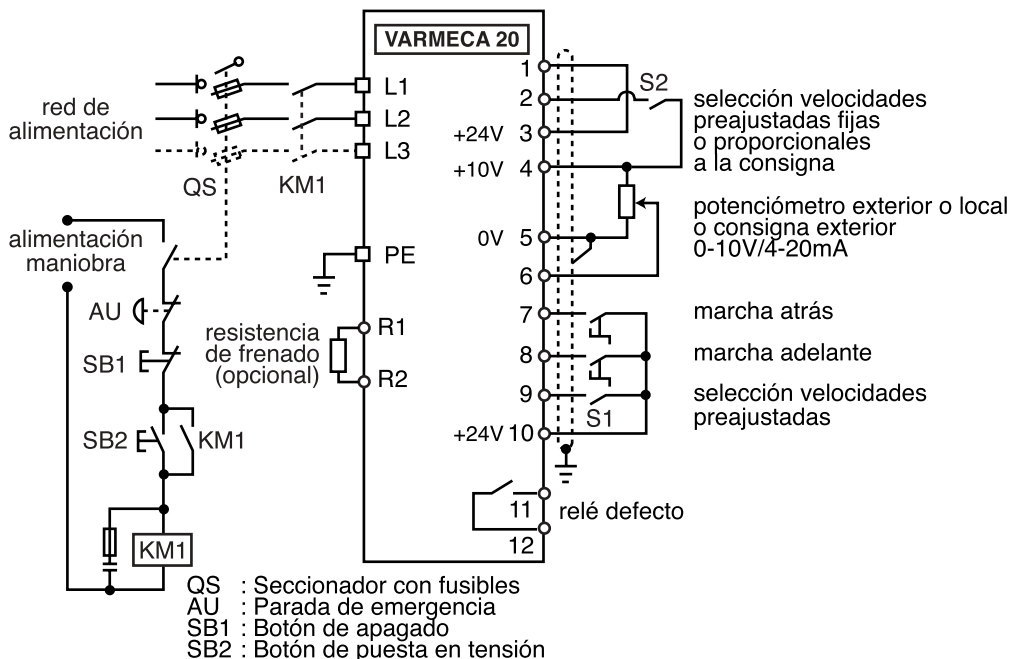 VARMECA 20
red de
alimentación
L1
L2
L3
QS
KM1
1
2
+24V 3
+10V 4
0V 5
6
7
8
9
+24V 10
11
12
S2
S1
selección velocidades
preajustadas fijas
o proporcionales
a la consigna
potenciómetro exterior o local
o consigna exterior
0-10V/4-20mA
marcha atrás
marcha adelante
selección velocidades
preajustadas
relé defecto
alimentación
maniobra
PE
AU
resistencia
de frenado
(opcional)
R1
R2
SB1
SB2
KM1
KM1
QS : Seccionador con fusibles
AU : Parada de emergencia
SB1 : Botón de apagado
SB2 : Botón de puesta en tensión